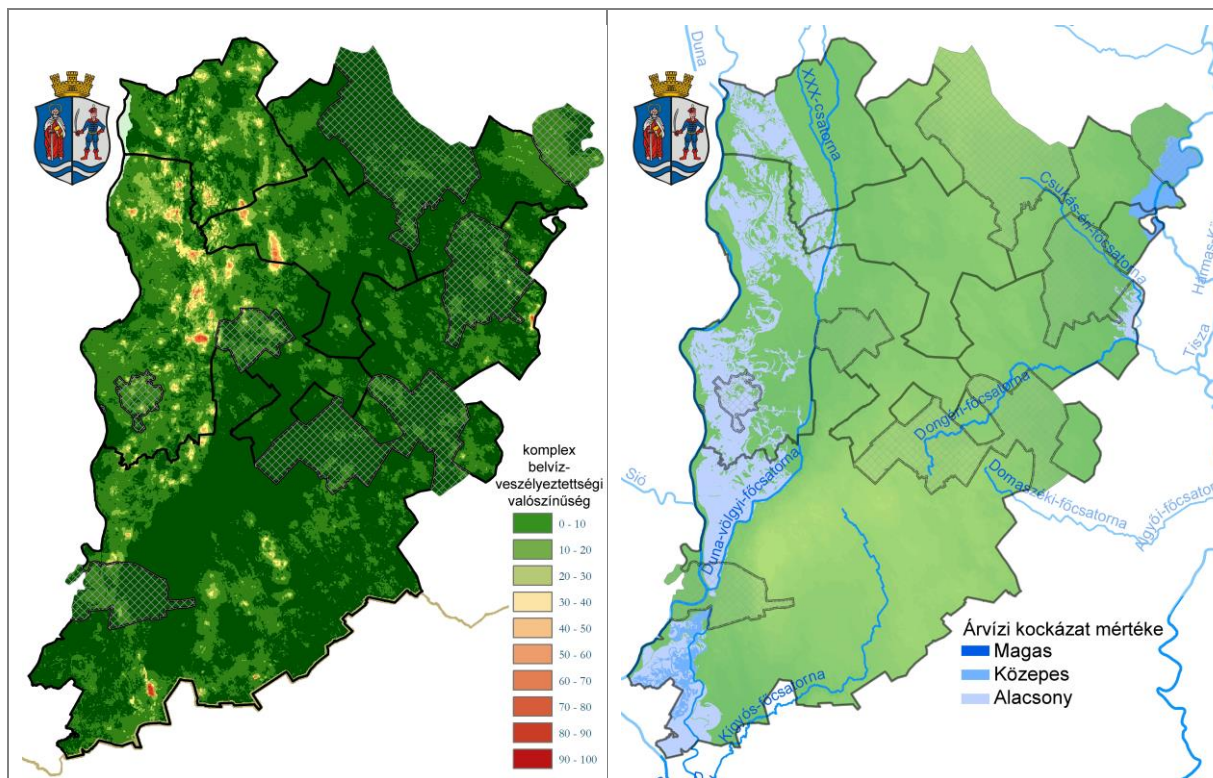 komplex
belvíz-
veszélyeztettségi
valószínűség
0 - 10
10 - 20
20 - 30
30 - 40
40 - 50
50 - 60
60 - 70
70 - 80
80 - 90
90 - 100
Duna
XXX-csatorna
Csukás-éri-főcsatorna
Hármas-K
Tisza
Dongéri-főcsatorna
Domaszéki-főcsatorna
Algyői-főcsatorna
Sió
Duna-völgyi-főcsatorna
Kígyós-főcsatorna
Árvízi kockázat mértéke
Magas
Közepes
Alacsony